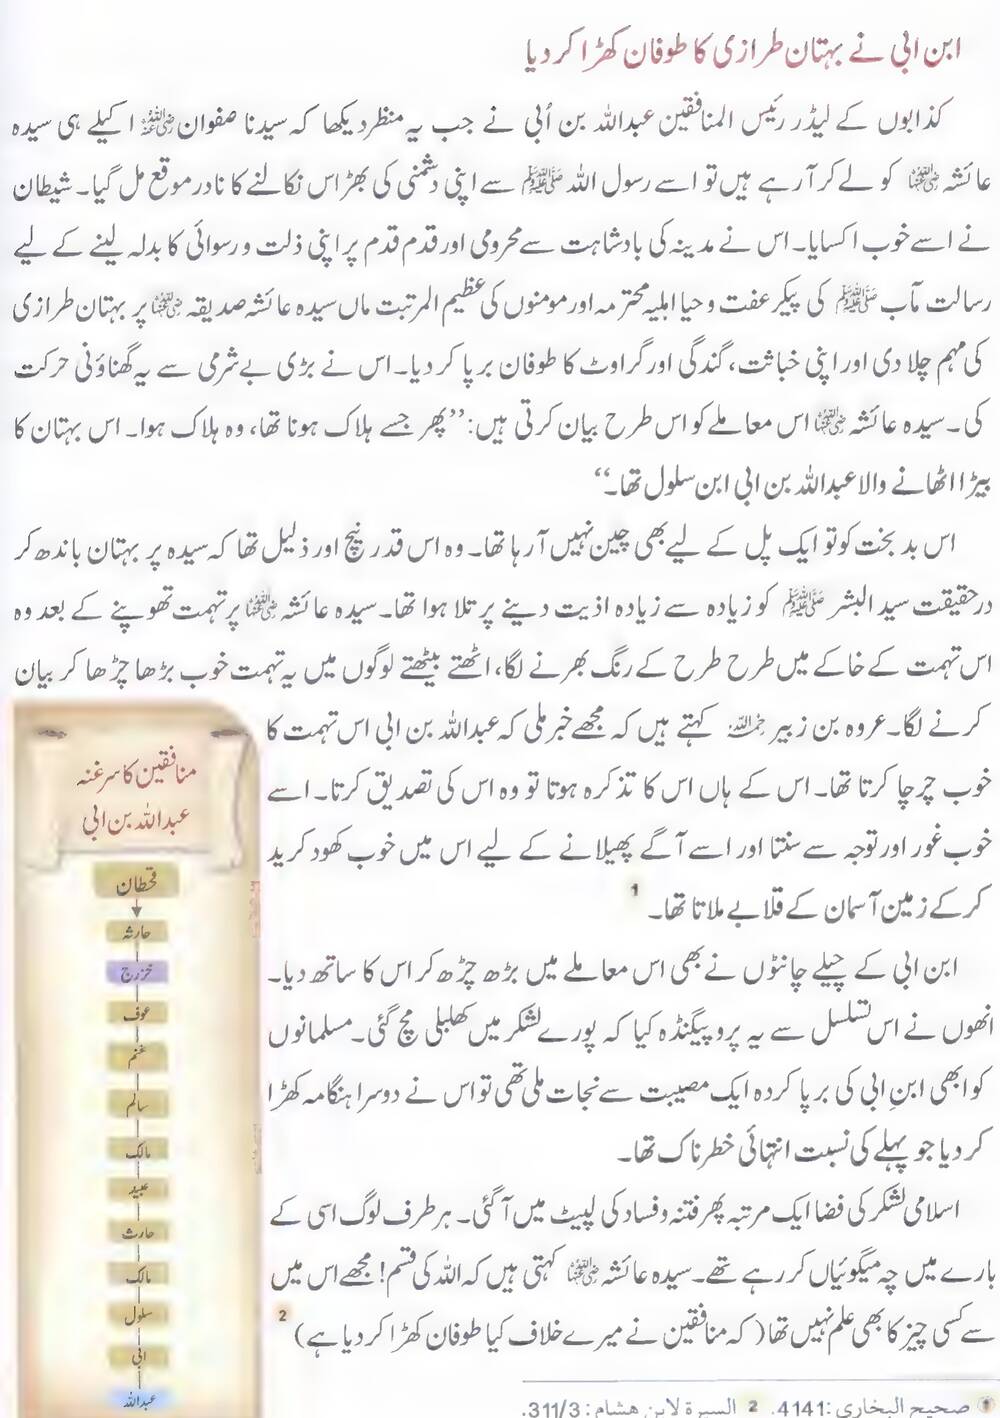 ابن ابی نے بہتان طرازی کا طوفان کھڑا کر دیا
کذابوں کے لیڈر رئیس المنافقین عبداللہ بن اُبی نے جب یہ منظر دیکھا کہ سیدنا صفوان رضی اللہ عنہ اکیلے ہی سیدہ
عائشہ رضی اللہ عنہا کو لے کر آ رہے ہیں تو اسے رسول اللہ ﷺ سے اپنی دشمنی کی بھڑاس نکالنے کا نادر موقع مل گیا۔ شیطان
نے اسے خوب اکسایا۔ اس نے مدینہ کی بادشاہت سے محرومی اور قدم قدم پر اپنی ذلت و رسوائی کا بدلہ لینے کے لیے
رسالت مآب ﷺ کی پیکر عفت و حیا اہلیہ محترمہ اور مومنوں کی عظیم المرتبت ماں سیدہ عائشہ صدیقہ رضی اللہ عنہا پر بہتان طرازی
کی مہم چلا دی اور اپنی خباثت، گندگی اور گراوٹ کا طوفان برپا کر دیا۔ اس نے بڑی بے شرمی سے یہ گھناؤنی حرکت
کی۔ سیدہ عائشہ رضی اللہ عنہا اس معاملے کو اس طرح بیان کرتی ہیں: ’’پھر جسے ہلاک ہونا تھا، وہ ہلاک ہوا۔ اس بہتان کا
بیڑا اٹھانے والا عبداللہ بن ابی ابن سلول تھا۔‘‘
اس بد بخت کو تو ایک پل کے لیے بھی چین نہیں آ رہا تھا۔ وہ اس قدر نیچ اور ذلیل تھا کہ سیدہ پر بہتان باندھ کر
درحقیقت سید البشر ﷺ کو زیادہ سے زیادہ اذیت دینے پر تلا ہوا تھا۔ سیدہ عائشہ رضی اللہ عنہا پر تہمت تھوپنے کے بعد وہ
اس تہمت کے خاکے میں طرح طرح کے رنگ بھرنے لگا، اٹھتے بیٹھتے لوگوں میں یہ تہمت خوب بڑھا چڑھا کر بیان
کرنے لگا۔ عروہ بن زبیر رحمہ اللہ کہتے ہیں کہ مجھے خبر ملی کہ عبداللہ بن ابی اس تہمت کا
خوب چرچا کرتا تھا۔ اس کے ہاں اس کا تذکرہ ہوتا تو وہ اس کی تصدیق کرتا۔ اسے
خوب غور اور توجہ سے سنتا اور اسے آگے پھیلانے کے لیے اس میں خوب کھود کرید
کر کے زمین آسمان کے قلابے ملاتا تھا۔ 1
ابن ابی کے چیلے چانٹوں نے بھی اس معاملے میں بڑھ چڑھ کر اس کا ساتھ دیا۔
انھوں نے اس تسلسل سے یہ پروپیگنڈہ کیا کہ پورے لشکر میں کھلبلی مچ گئی۔ مسلمانوں
کو ابھی ابنِ ابی کی برپا کردہ ایک مصیبت سے نجات ملی تھی تو اس نے دوسرا ہنگامہ کھڑا
کر دیا جو پہلے کی نسبت انتہائی خطرناک تھا۔
اسلامی لشکر کی فضا ایک مرتبہ پھر فتنہ و فساد کی لپیٹ میں آ گئی۔ ہر طرف لوگ اسی کے
بارے میں چہ میگوئیاں کر رہے تھے۔ سیدہ عائشہ رضی اللہ عنہا کہتی ہیں کہ اللہ کی قسم! مجھے اس میں
سے کسی چیز کا بھی علم نہیں تھا (کہ منافقین نے میرے خلاف کیا طوفان کھڑا کر دیا ہے) 2
منافقین کا سرغنہ
عبداللہ بن ابی
قحطان
حارثہ
خزرج
عوف
غنم
سالم
مالک
عبید
حارث
مالک
سلول
ابی
عبداللہ
1 صحیح البخاري: 4141. 2 السیرۃ لابن ہشام: 311/3.